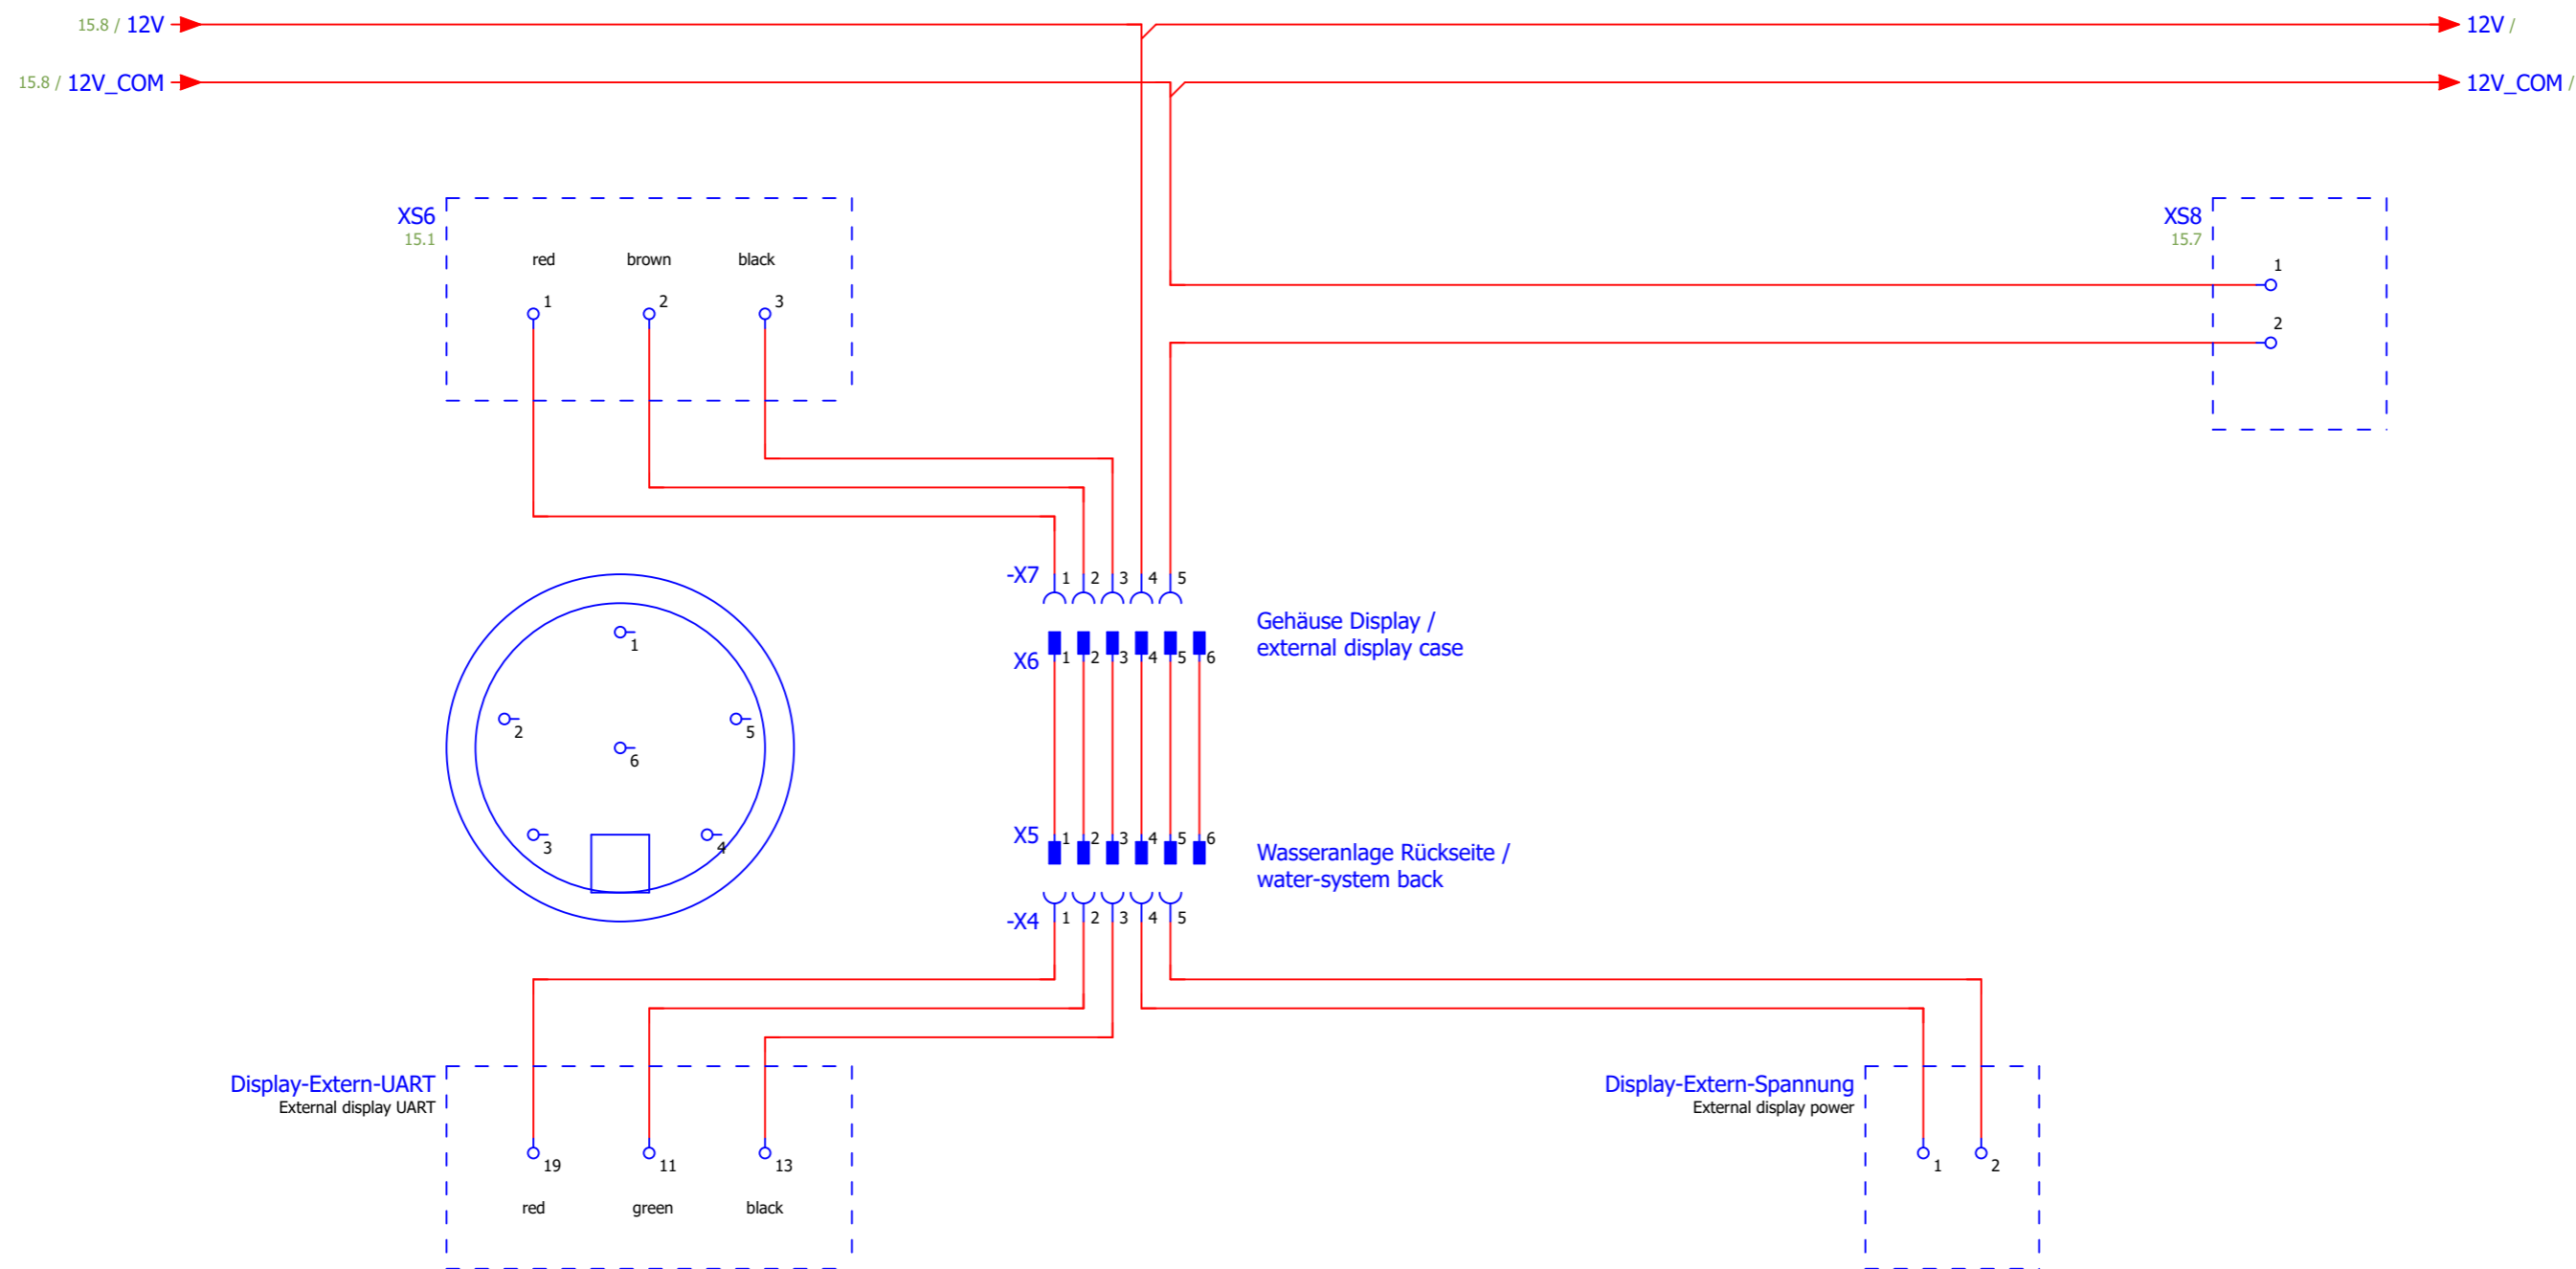 15.8 / 12V
12V /
15.8 / 12V_COM
12V_COM /
XS6
15.1
red brown black
1 2 3
XS8
15.7
1
2
-X7 1 2 3 4 5
Gehäuse Display /
external display case
X6 1 2 3 4 5 6
1
2 5
6
3 4
X5 1 2 3 4 5 6
Wasseranlage Rückseite /
water-system back
-X4 1 2 3 4 5
Display-Extern-UART
External display UART
19 11 13
red green black
Display-Extern-Spannung
External display power
1 2